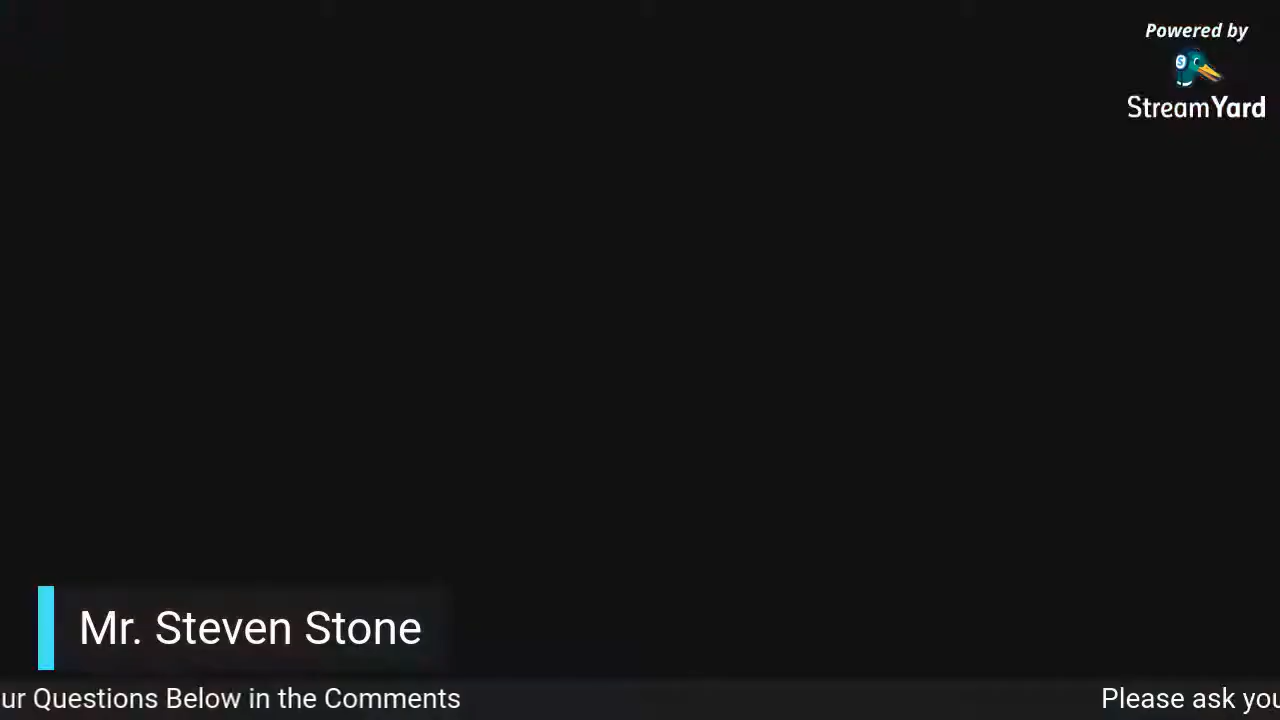 Powered by
StreamYard
Mr. Steven Stone
ur Questions Below in the Comments
Please ask you